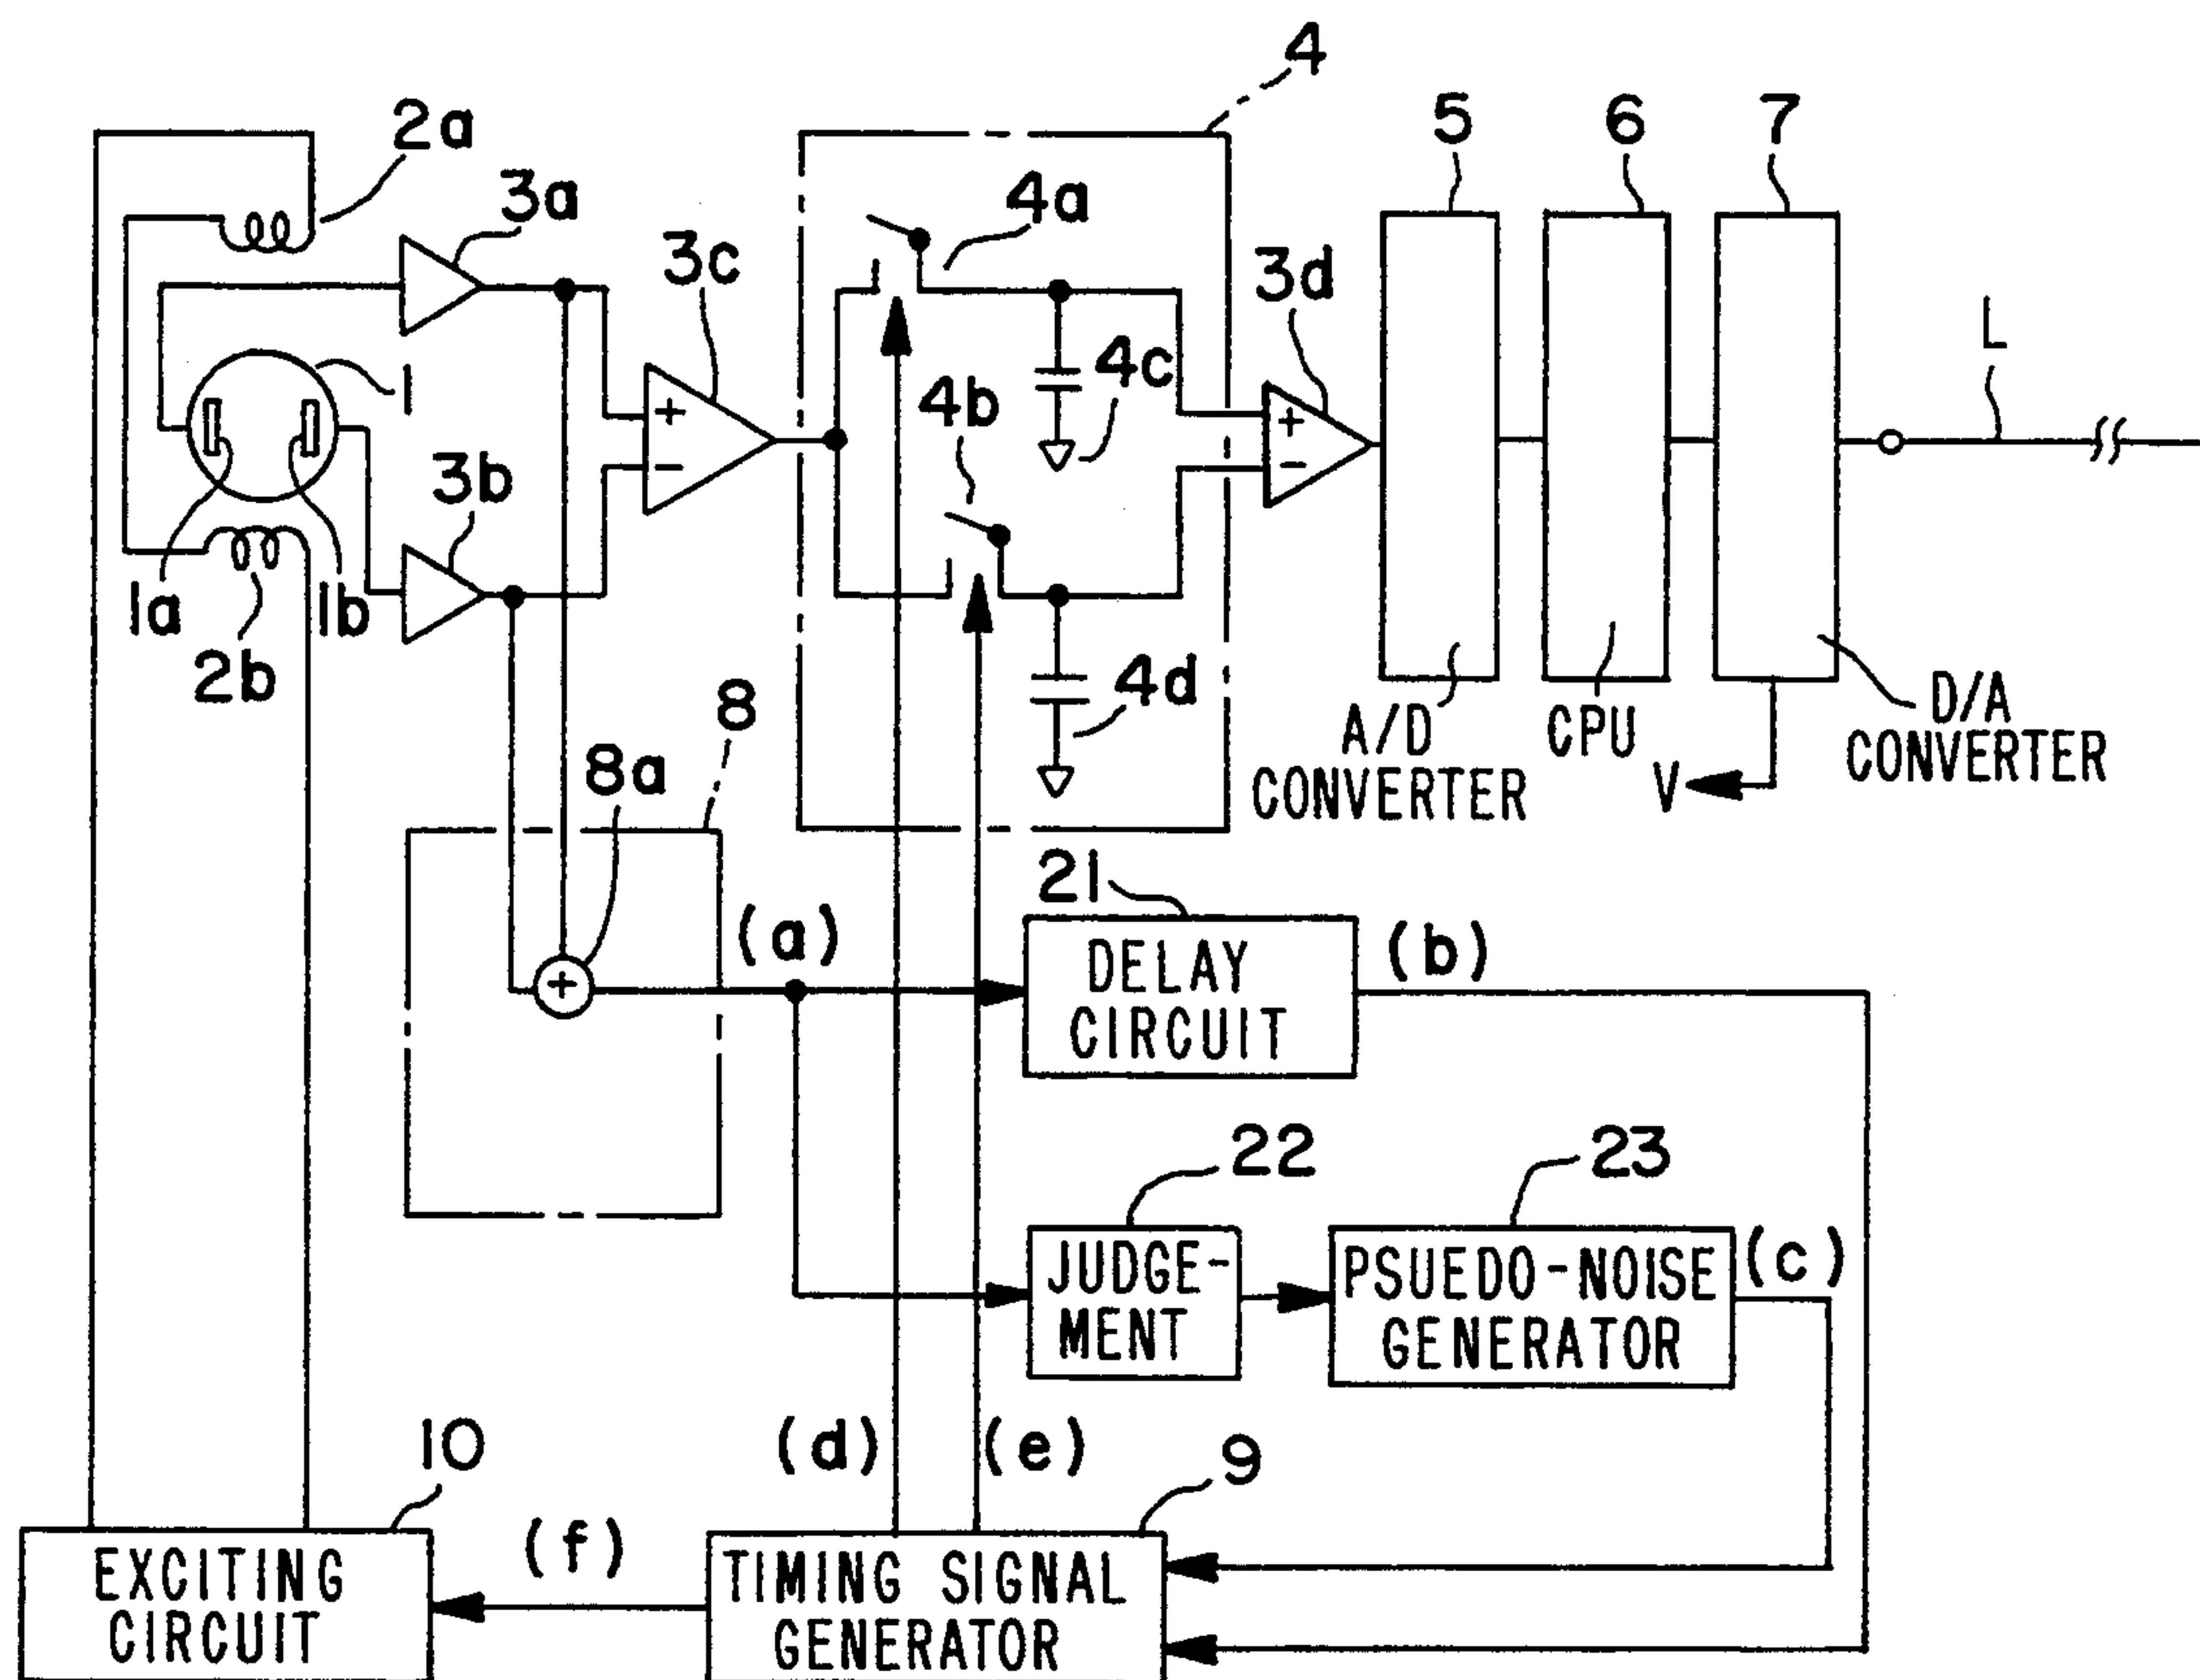 4
2a
5
6
7
3a
4a
3c
3d
L
1
4c
4b
+
-
+
-
3b
1a
1b
2b
4d
8
8a
A/D
CONVERTER
CPU
D/A
CONVERTER
V
21
(a)
(b)
+
DELAY
CIRCUIT
22
23
JUDGE-
MENT
PSUEDO-NOISE
GENERATOR
(c)
10
(d)
(e)
9
(f)
EXCITING
CIRCUIT
TIMING SIGNAL
GENERATOR